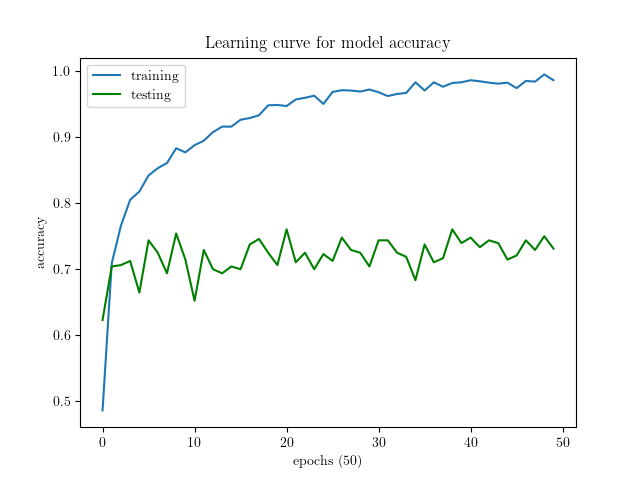 Learning curve for model accuracy
training
testing
1.0
0.9
0.8
0.7
0.6
0.5
accuracy
0 10 20 30 40 50
epochs (50)